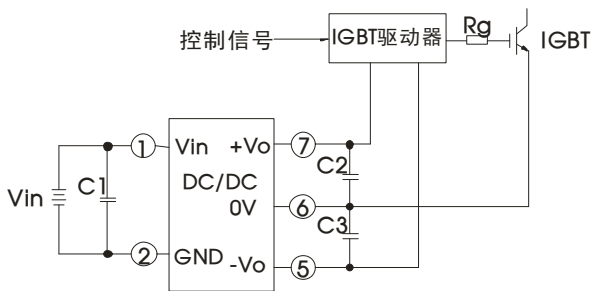 控制信号
IGBT驱动器
Rg
IGBT
Vin
C1
1
2
Vin
DC/DC
GND
+Vo
0V
-Vo
7
6
5
C2
C3